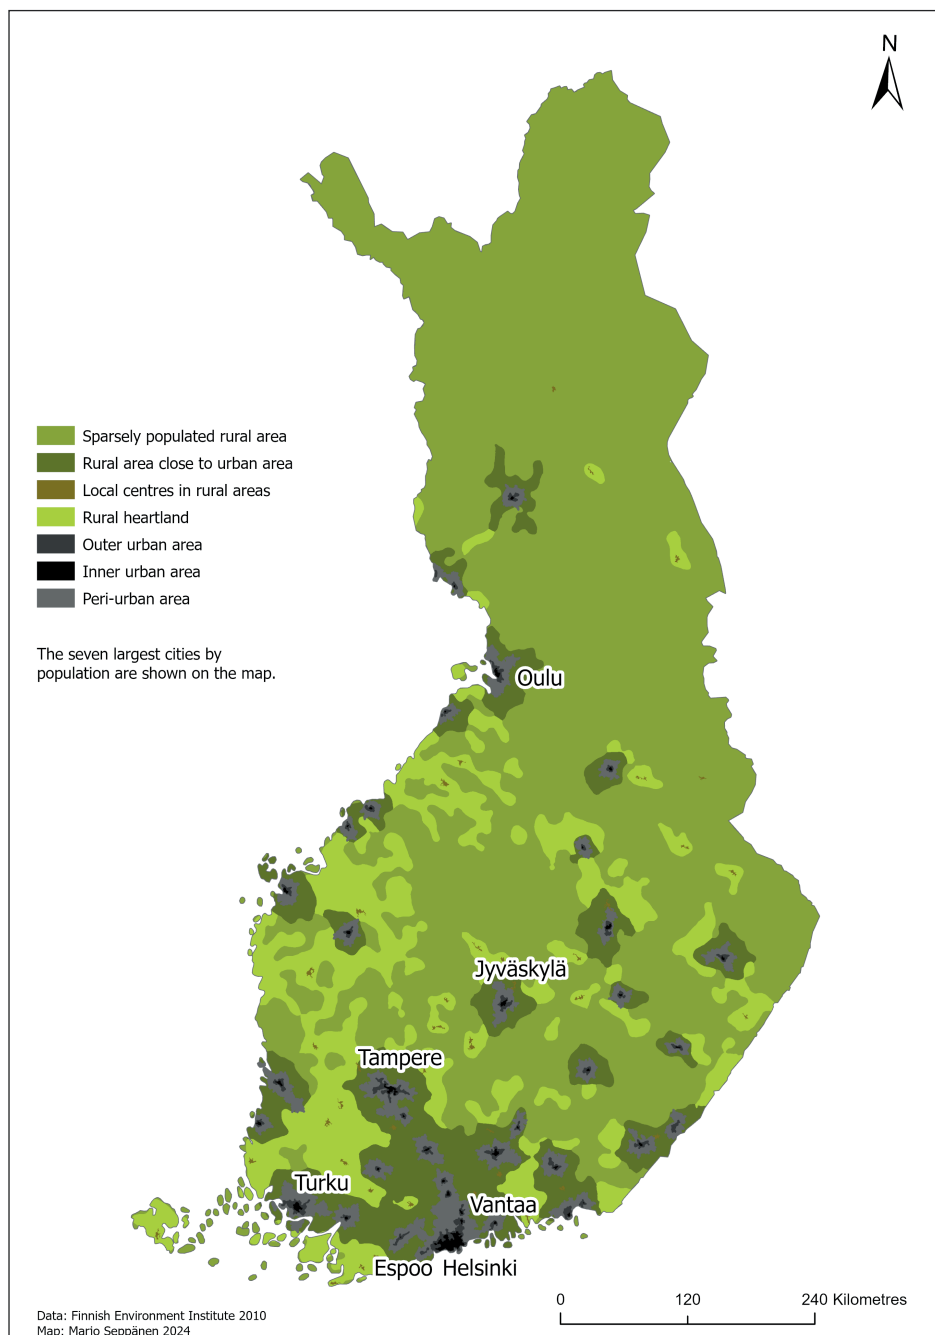 N
Sparsely populated rural area
Rural area close to urban area
Local centres in rural areas
Rural heartland
Outer urban area
Inner urban area
Peri-urban area
The seven largest cities by
population are shown on the map.
Oulu
Jyväskylä
Tampere
Turku
Vantaa
Espoo Helsinki
0 120 240 Kilometres
Data: Finnish Environment Institute 2010
Map: Marjo Seppänen 2024